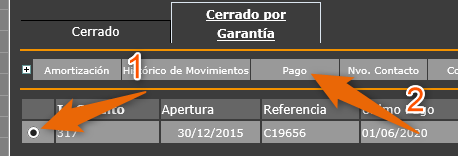 Cerrado por
Garantía
Cerrado
1
Amortización Histórico de Movimientos Pago Nvo. Contacto
2
Apertura Referencia
317 30/12/2015 C19656 01/06/2020